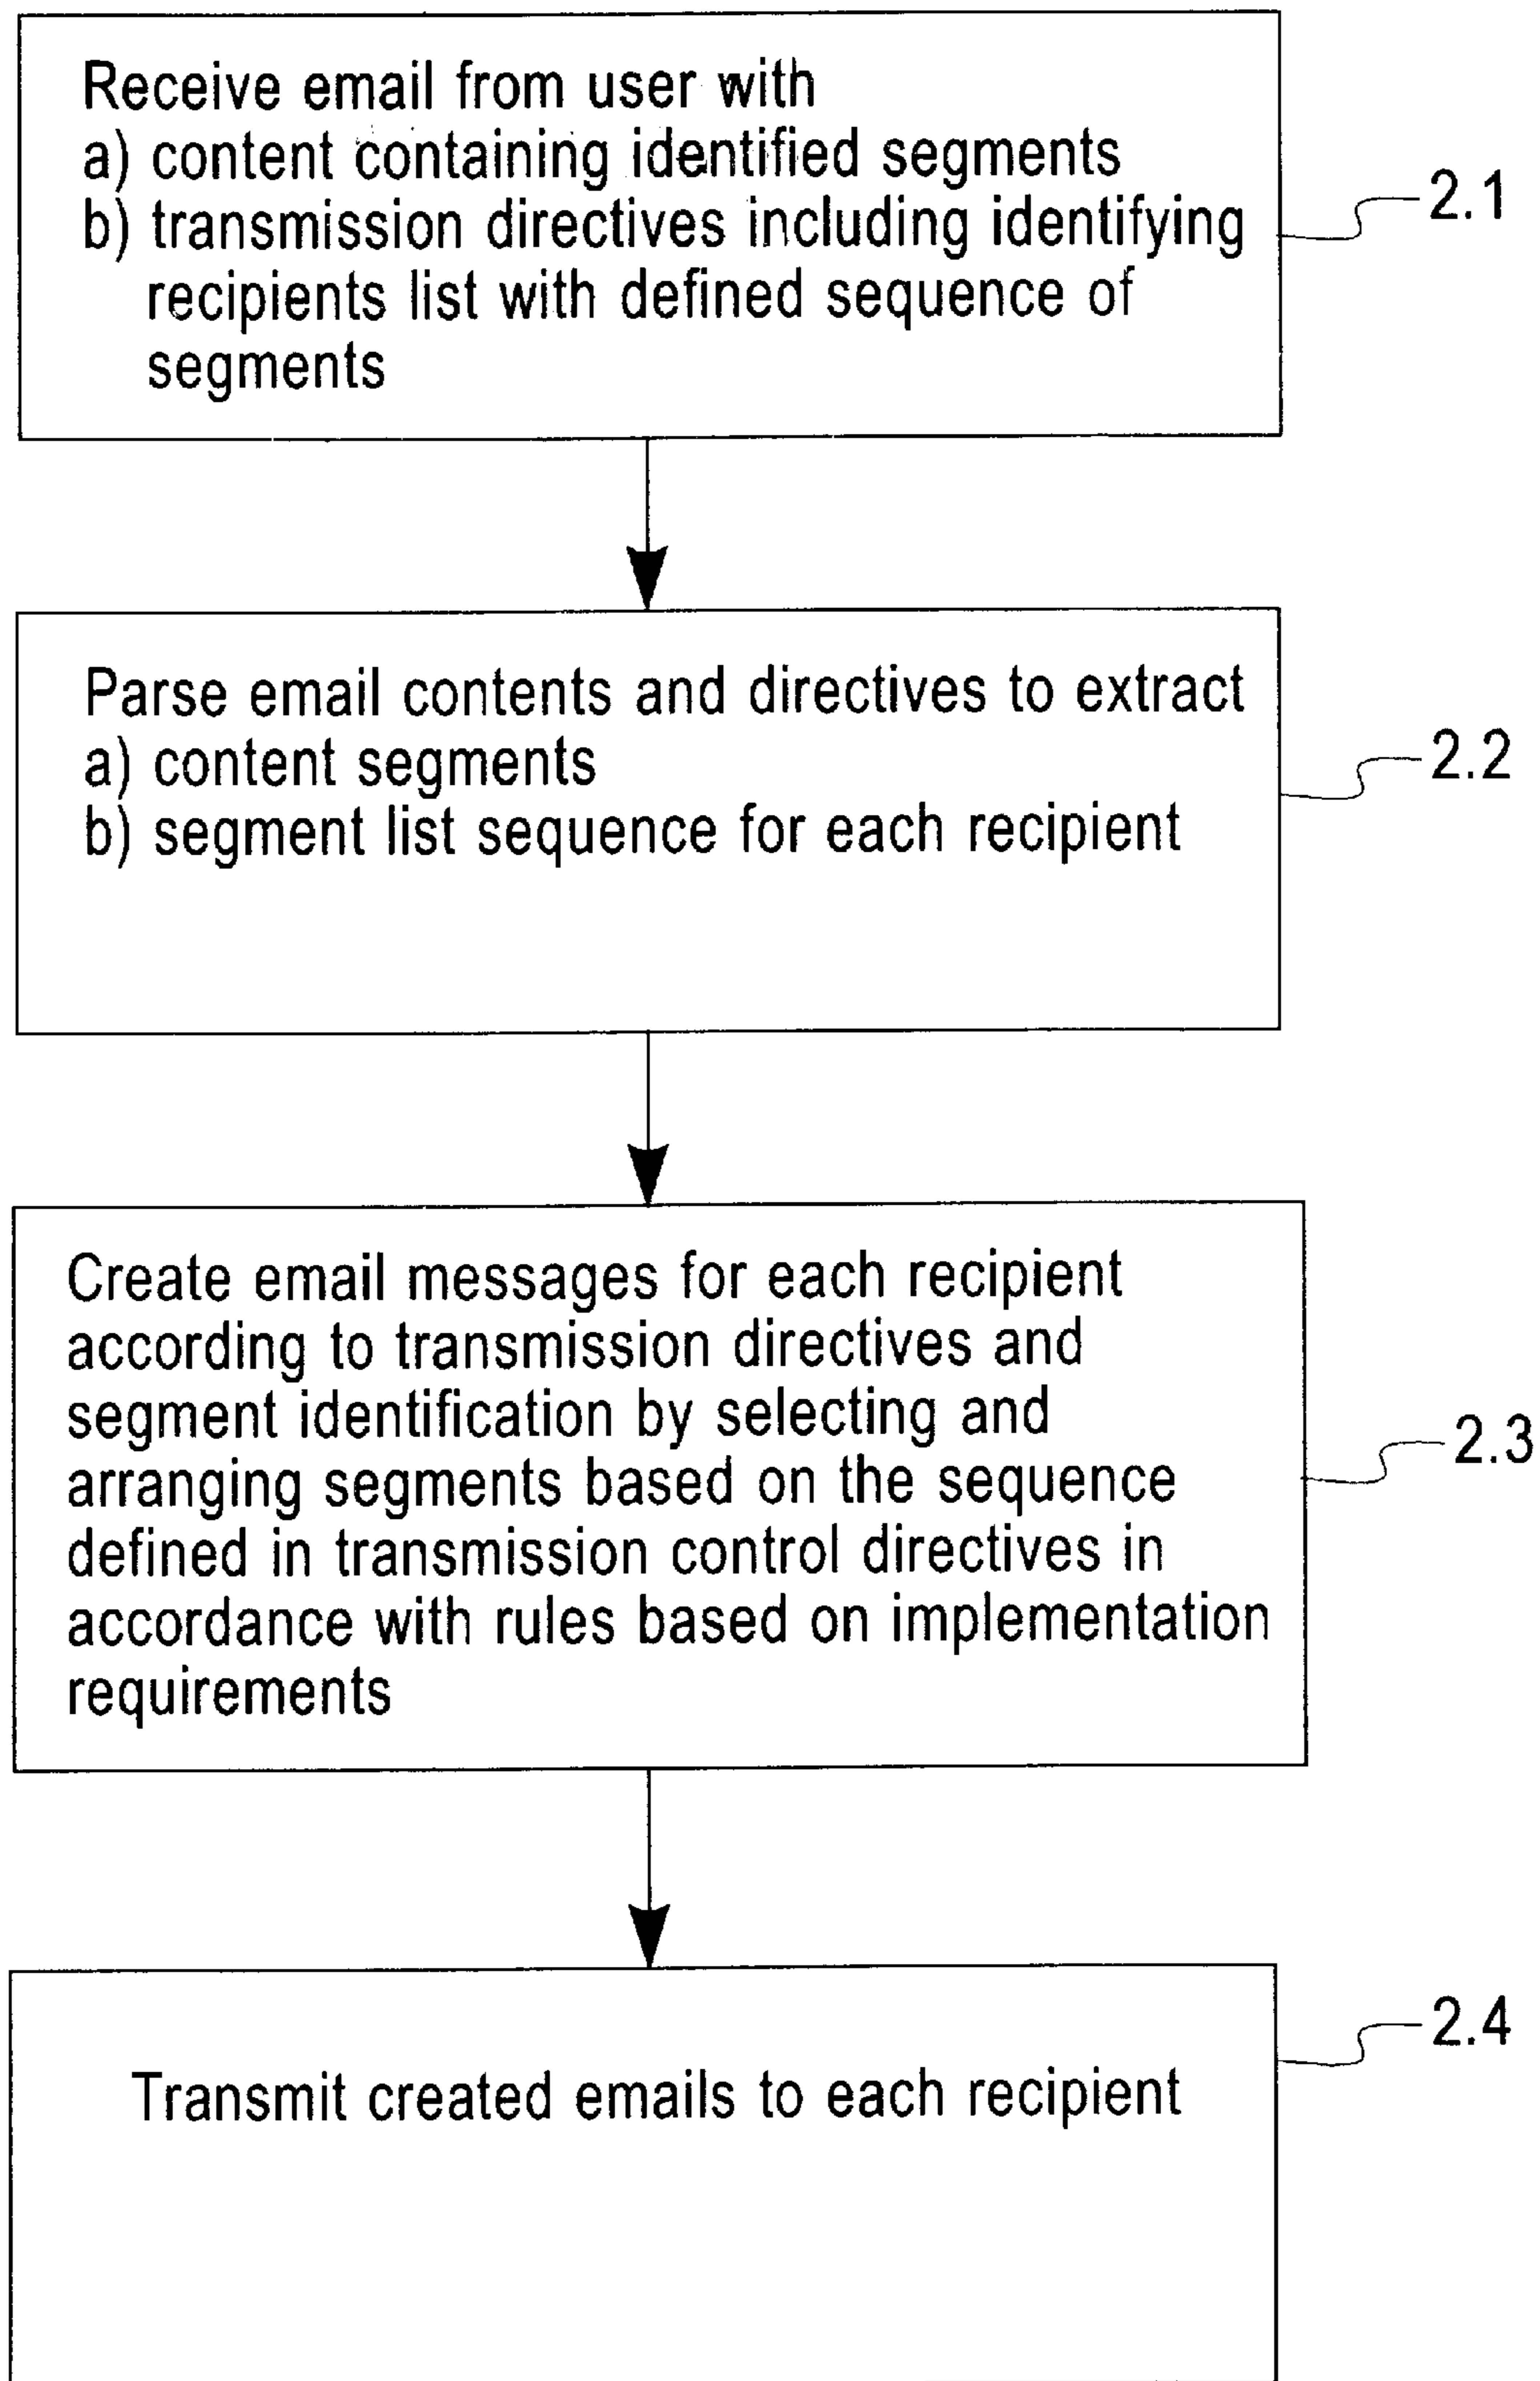 Receive email from user with
a) content containing identified segments
b) transmission directives including identifying
recipients list with defined sequence of
segments
2.1
Parse email contents and directives to extract
a) content segments
b) segment list sequence for each recipient
2.2
Create email messages for each recipient
according to transmission directives and
segment identification by selecting and
arranging segments based on the sequence
defined in transmission control directives in
accordance with rules based on implementation
requirements
2.3
Transmit created emails to each recipient
2.4